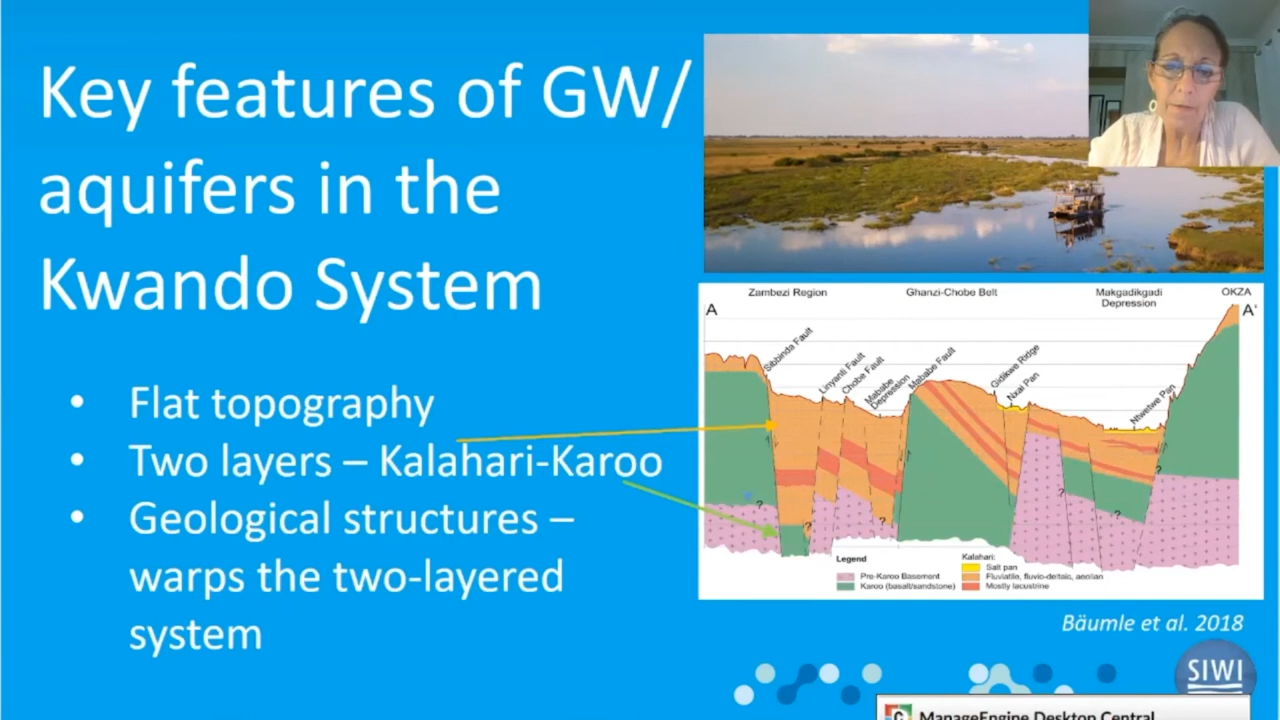 Key features of GW/
aquifers in the
Kwando System
• Flat topography
• Two layers – Kalahari-Karoo
• Geological structures –
warps the two-layered
system
Zambezi Region
Ghanzi-Chobe Belt
Makgadikgadi
Depression
OKZA
A
A'
Sibbinda Fault
Linyanti Fault
Chobe Fault
Mababe
Depression
Mababe Fault
Gidikwe Ridge
Nxai Pan
Ntwetwe Pan
?
?
?
?
?
?
Legend
Pre-Karoo Basement
Karoo (basalt/sandstone)
Kalahari:
Salt pan
Fluviatile, fluvio-deltaic, aeolian
Mostly lacustrine
Bäumle et al. 2018
SIWI
ManageEngine Desktop Central